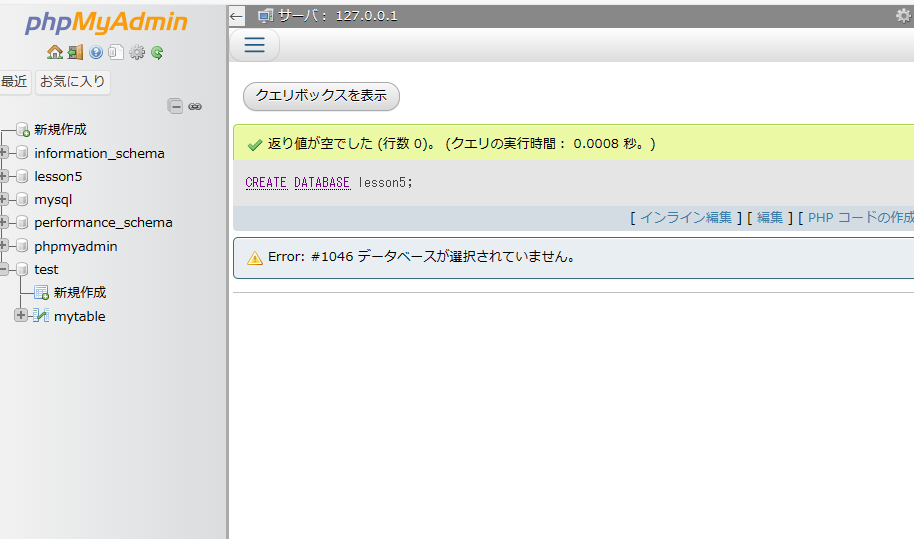 phpMyAdmin
最近 お気に入り
新規作成
information_schema
lesson5
mysql
performance_schema
phpmyadmin
test
新規作成
mytable
サーバ： 127.0.0.1
クエリボックスを表示
返り値が空でした (行数 0)。 (クエリの実行時間： 0.0008 秒。)
CREATE DATABASE lesson5;
[ インライン編集 ] [ 編集 ] [ PHP コードの作成
Error: #1046 データベースが選択されていません。